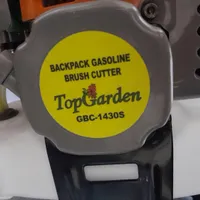 BACKPACK GASOLINE
BRUSH CUTTER
TopGarden
GBC-1430S